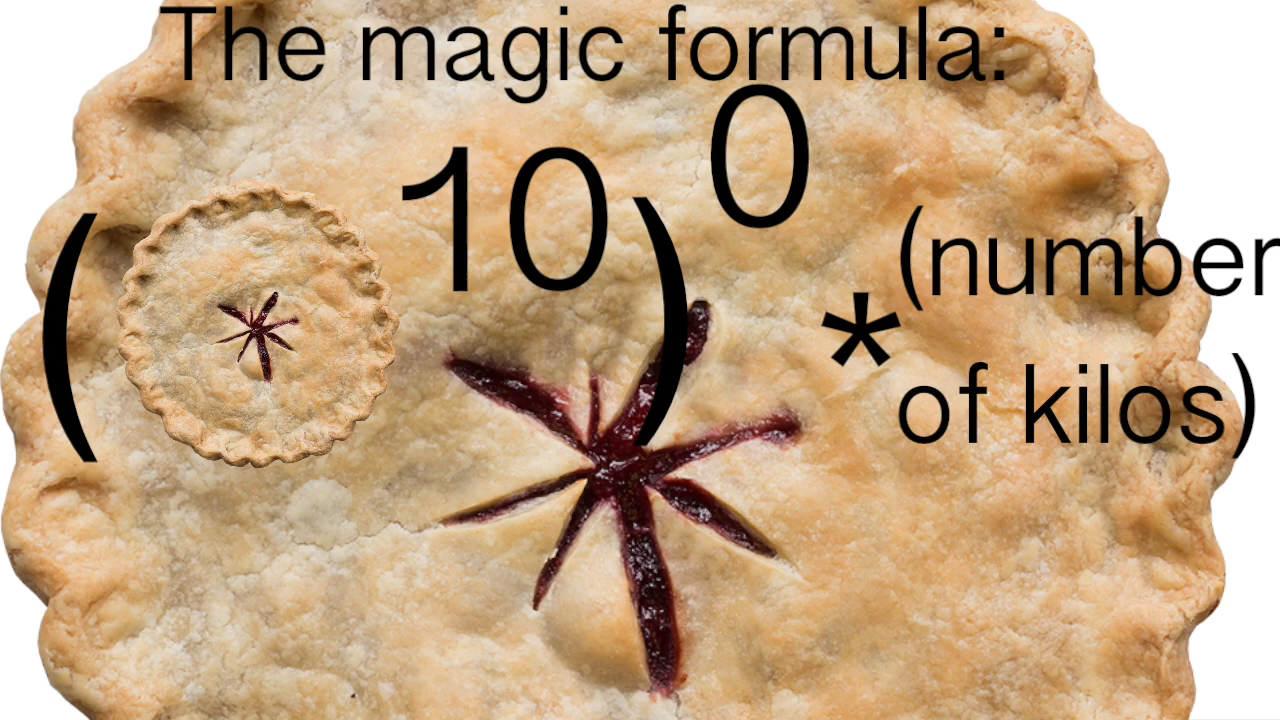 The magic formula:
( 10)0 * (number
of kilos)